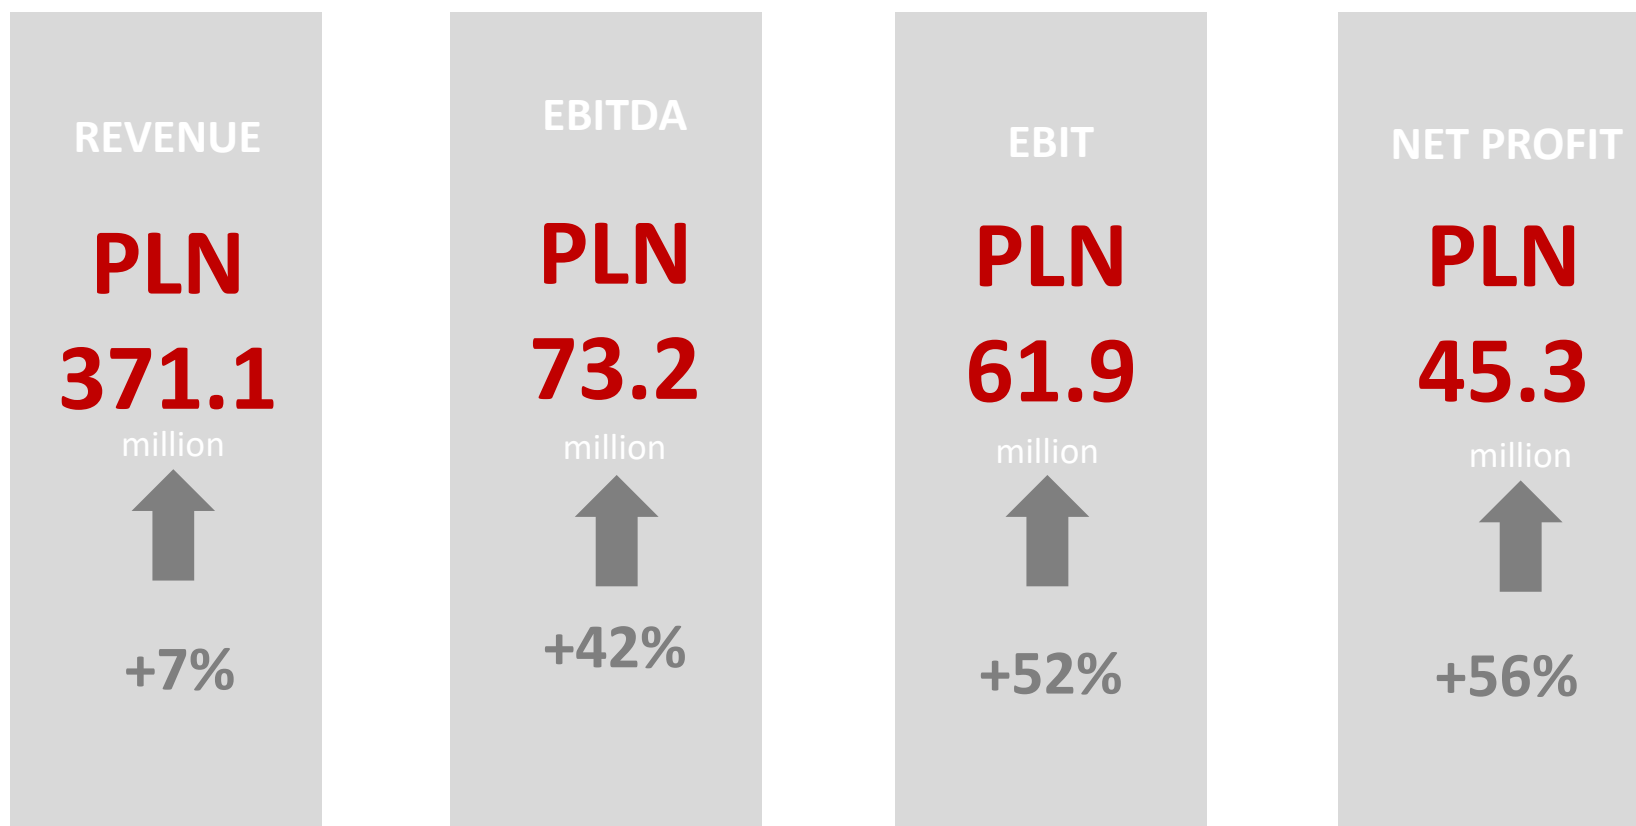 REVENUE
PLN
371.1
million
+7%
EBITDA
PLN
73.2
million
+42%
EBIT
PLN
61.9
million
+52%
NET PROFIT
PLN
45.3
million
+56%